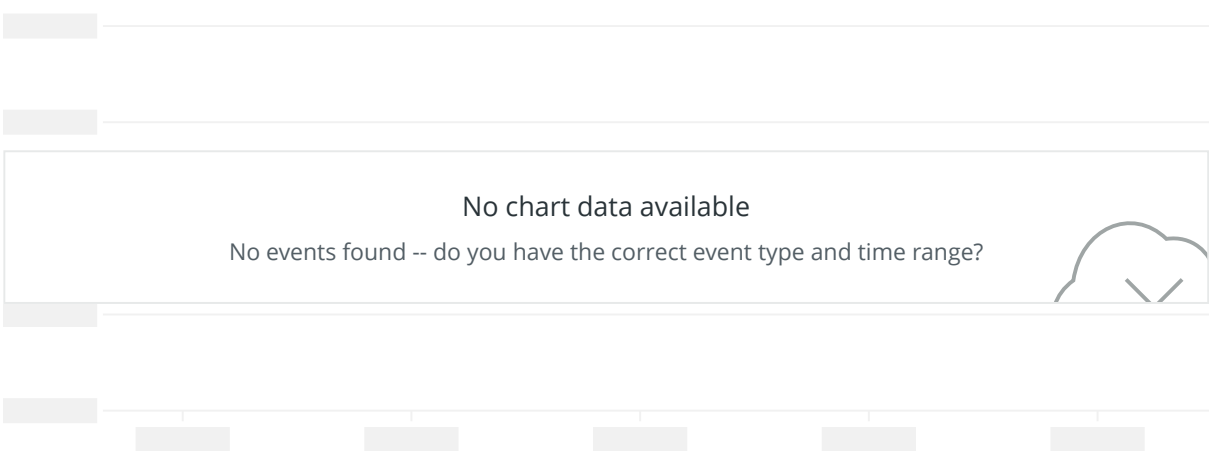 No chart data available
No events found -- do you have the correct event type and time range?